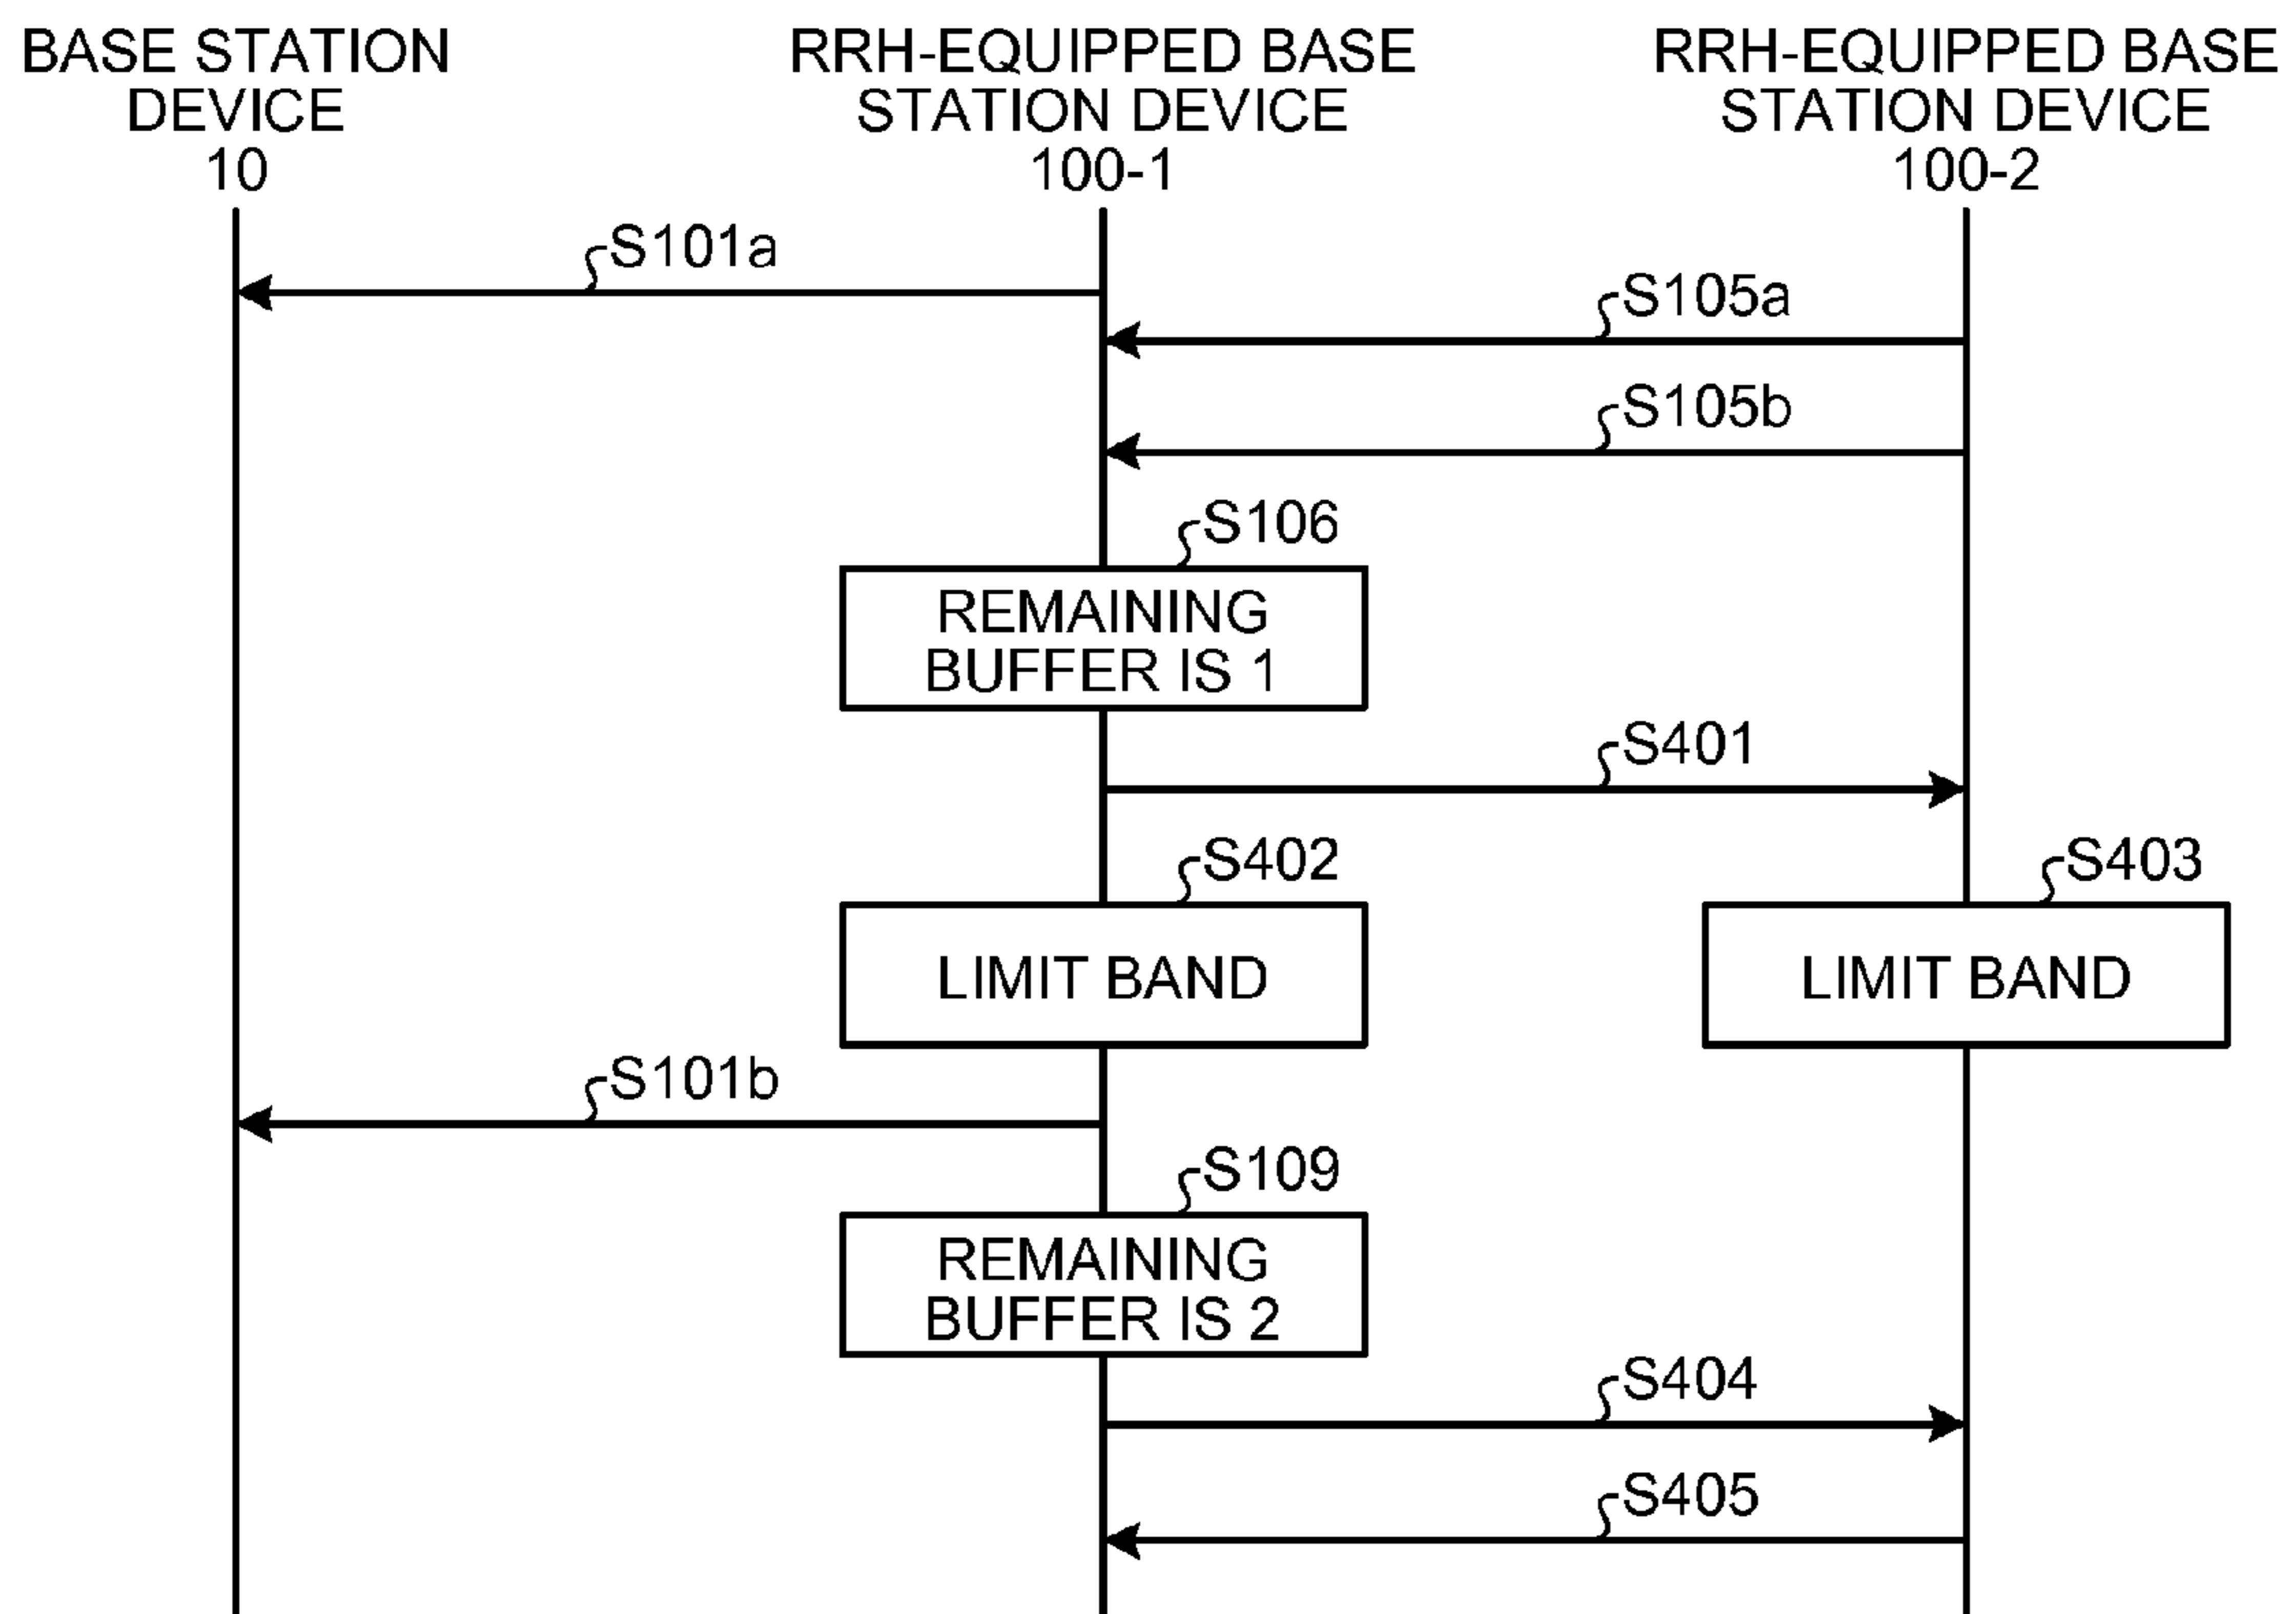 BASE STATION
DEVICE
10
RRH-EQUIPPED BASE
STATION DEVICE
100-1
RRH-EQUIPPED BASE
STATION DEVICE
100-2
S101a
S105a
S105b
S106
REMAINING
BUFFER IS 1
S401
S402
LIMIT BAND
S403
LIMIT BAND
S101b
S109
REMAINING
BUFFER IS 2
S404
S405